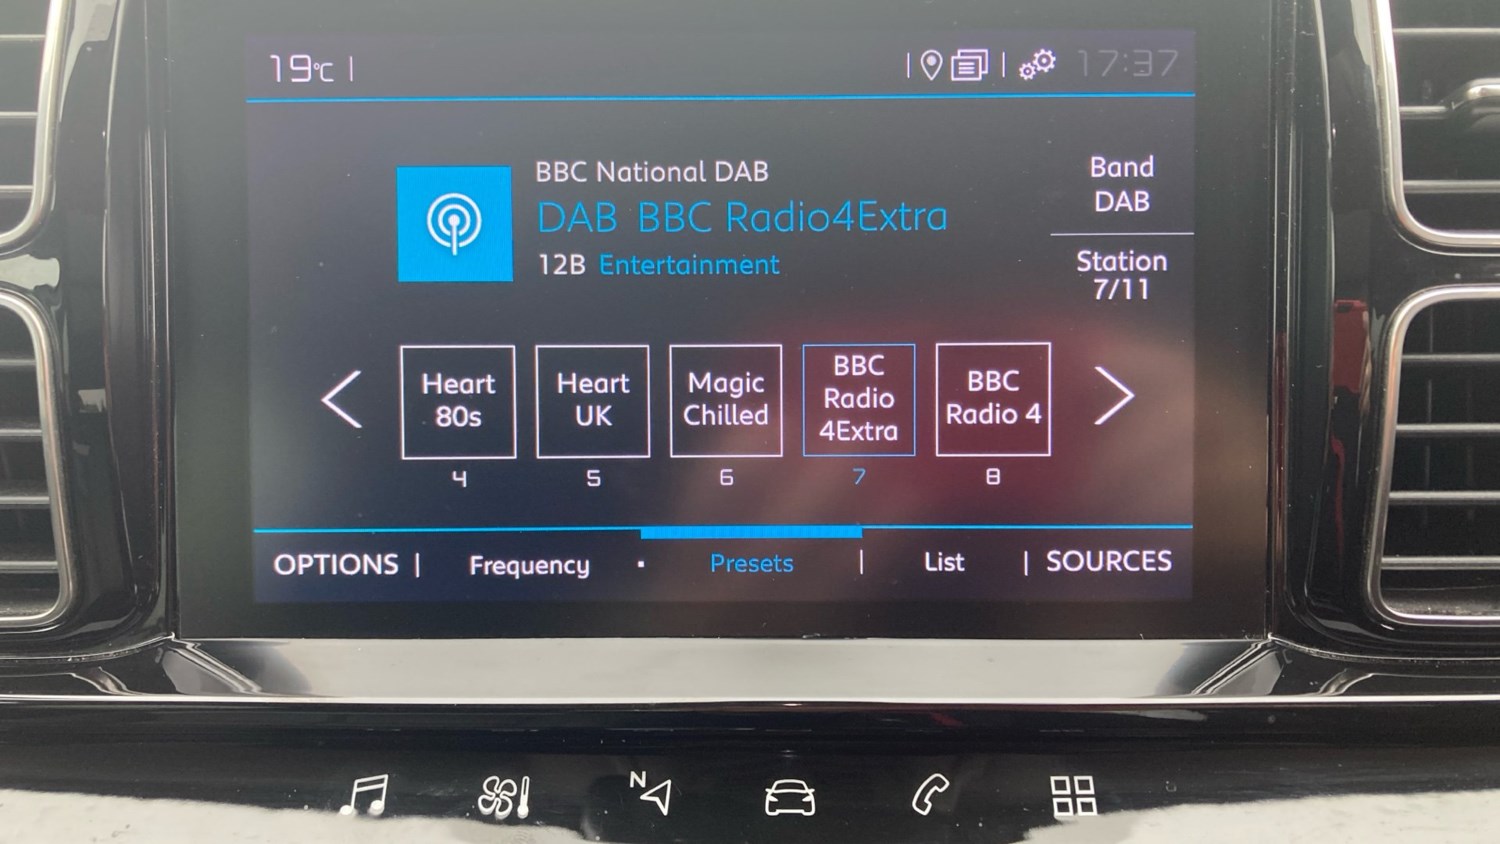 19°C |
| | 17:37
BBC National DAB
DAB BBC Radio4Extra
12B Entertainment
Band
DAB
Station
7/11
Heart
80s
4
Heart
UK
5
Magic
Chilled
6
BBC
Radio
4Extra
7
BBC
Radio 4
8
OPTIONS | Frequency · Presets | List | SOURCES
N